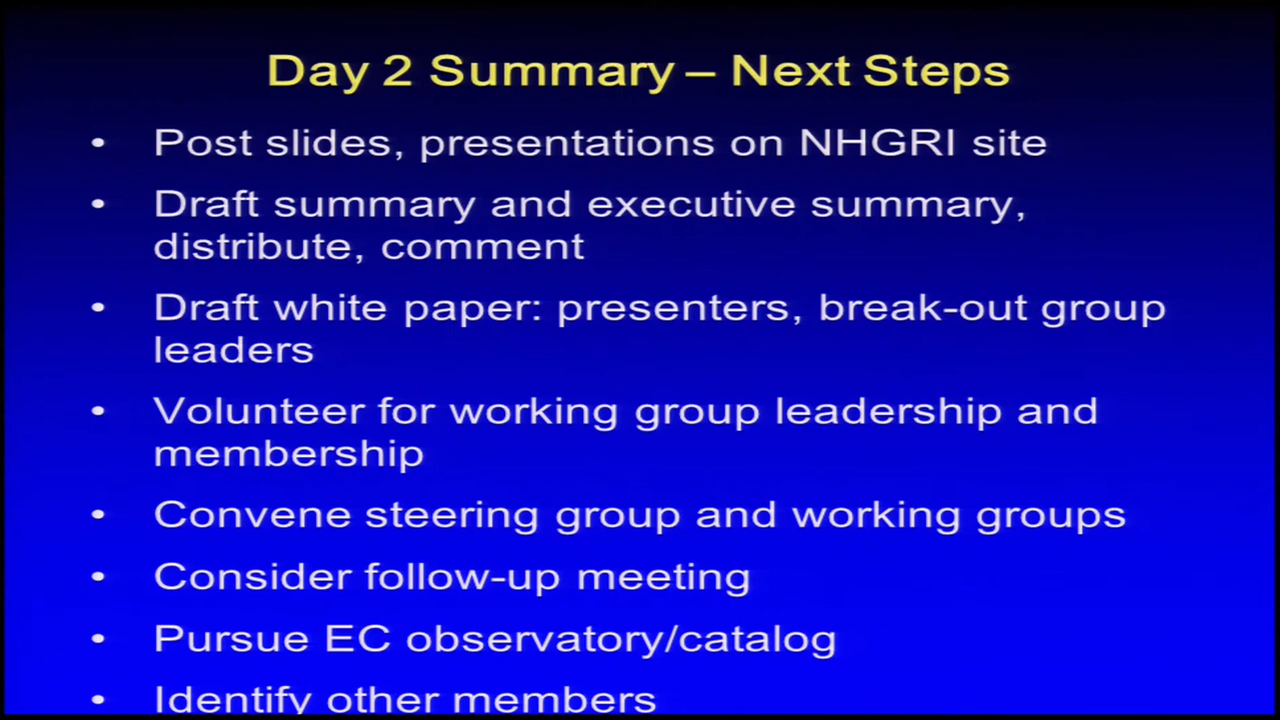 Day 2 Summary – Next Steps
• Post slides, presentations on NHGRI site
• Draft summary and executive summary,
distribute, comment
• Draft white paper: presenters, break-out group
leaders
• Volunteer for working group leadership and
membership
• Convene steering group and working groups
• Consider follow-up meeting
• Pursue EC observatory/catalog
• Identify other members